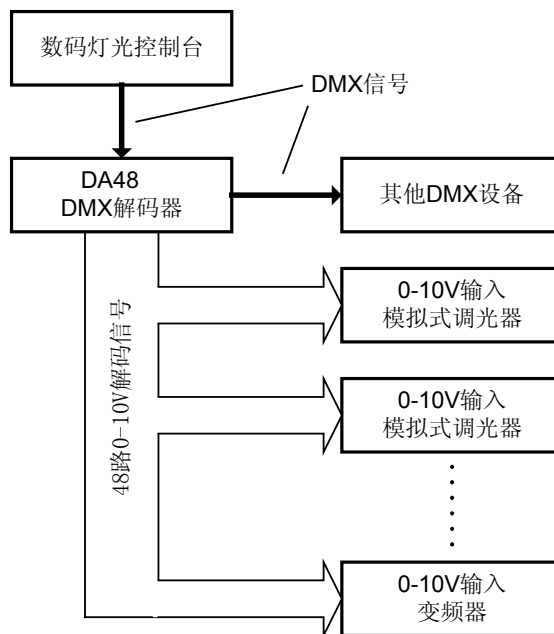 数码灯光控制台
DMX信号
DA48
DMX解码器
其他DMX设备
0-10V输入
模拟式调光器
48路0-10V解码信号
0-10V输入
模拟式调光器
0-10V输入
变频器